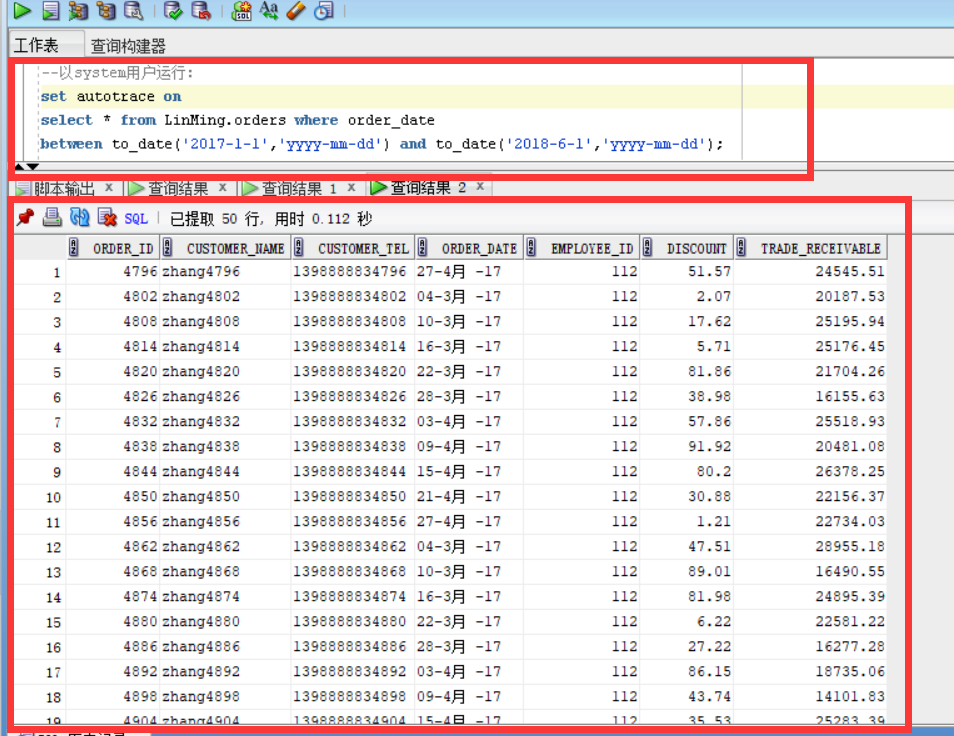 工作表 查询构建器
--以system用户运行:
set autotrace on
select * from LinMing.orders where order_date
between to_date('2017-1-1','yyyy-mm-dd') and to_date('2018-6-1','yyyy-mm-dd');
脚本输出 × 查询结果 × 查询结果 1 × 查询结果 2 ×
SQL | 已提取 50 行, 用时 0.112 秒
ORDER_ID CUSTOMER_NAME CUSTOMER_TEL ORDER_DATE EMPLOYEE_ID DISCOUNT TRADE_RECEIVABLE
1 4796 zhang4796 1398888834796 27-4月 -17 112 51.57 24545.51
2 4802 zhang4802 1398888834802 04-3月 -17 112 2.07 20187.53
3 4808 zhang4808 1398888834808 10-3月 -17 112 17.62 25195.94
4 4814 zhang4814 1398888834814 16-3月 -17 112 5.71 25176.45
5 4820 zhang4820 1398888834820 22-3月 -17 112 81.86 21704.26
6 4826 zhang4826 1398888834826 28-3月 -17 112 38.98 16155.63
7 4832 zhang4832 1398888834832 03-4月 -17 112 57.86 25518.93
8 4838 zhang4838 1398888834838 09-4月 -17 112 91.92 20481.08
9 4844 zhang4844 1398888834844 15-4月 -17 112 80.2 26378.25
10 4850 zhang4850 1398888834850 21-4月 -17 112 30.88 22156.37
11 4856 zhang4856 1398888834856 27-4月 -17 112 1.21 22734.03
12 4862 zhang4862 1398888834862 04-3月 -17 112 47.51 28955.18
13 4868 zhang4868 1398888834868 10-3月 -17 112 89.01 16490.55
14 4874 zhang4874 1398888834874 16-3月 -17 112 81.98 24895.39
15 4880 zhang4880 1398888834880 22-3月 -17 112 6.22 22581.22
16 4886 zhang4886 1398888834886 28-3月 -17 112 27.22 16277.28
17 4892 zhang4892 1398888834892 03-4月 -17 112 86.15 18735.06
18 4898 zhang4898 1398888834898 09-4月 -17 112 43.74 14101.83
19 4904 zhang4904 1398888834904 15-4月 -17 112 35.53 25283.39